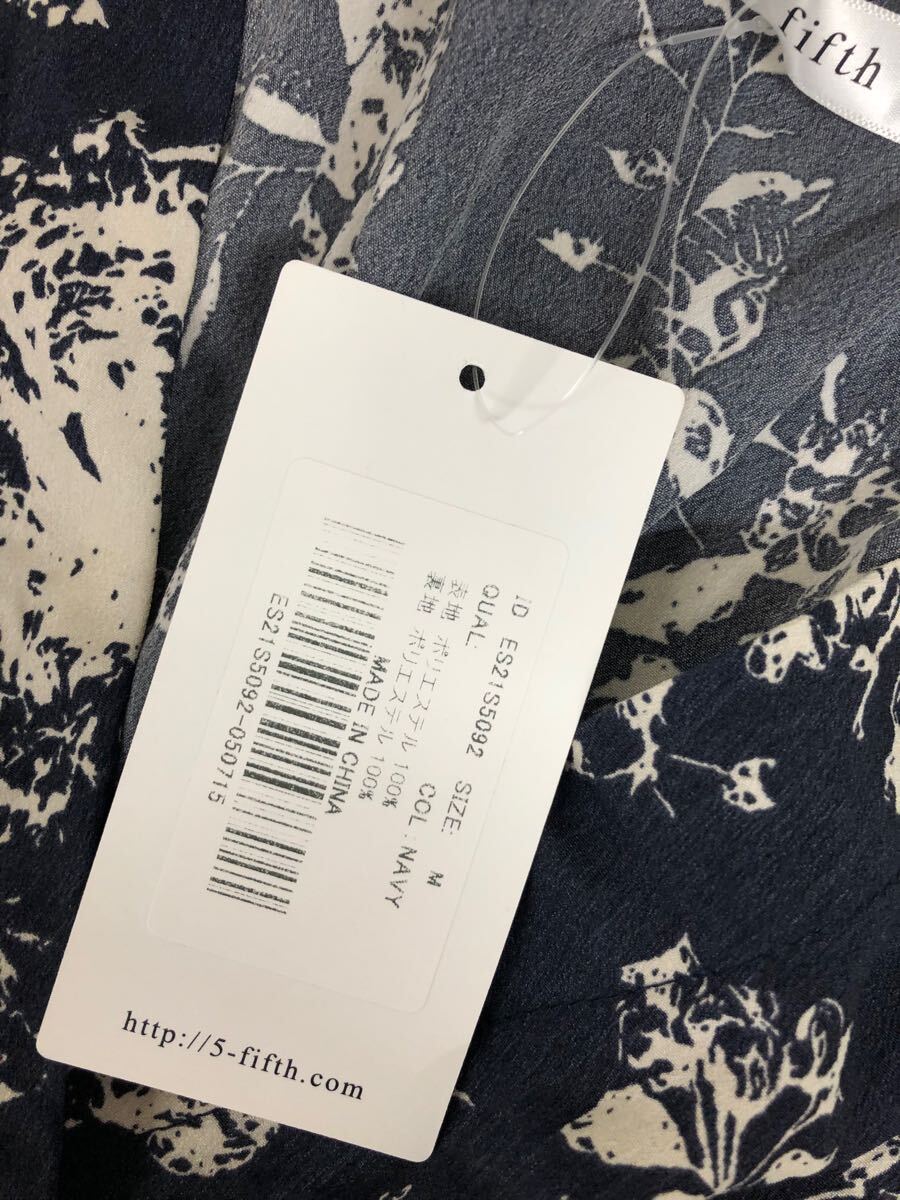 fifth
iD ES21S5092 SIZE: M
QUAL: COL: NAVY
表地 ポリエステル 100%
裏地 ポリエステル 100%
MADE IN CHINA
ES21S5092-050715
http://5-fifth.com